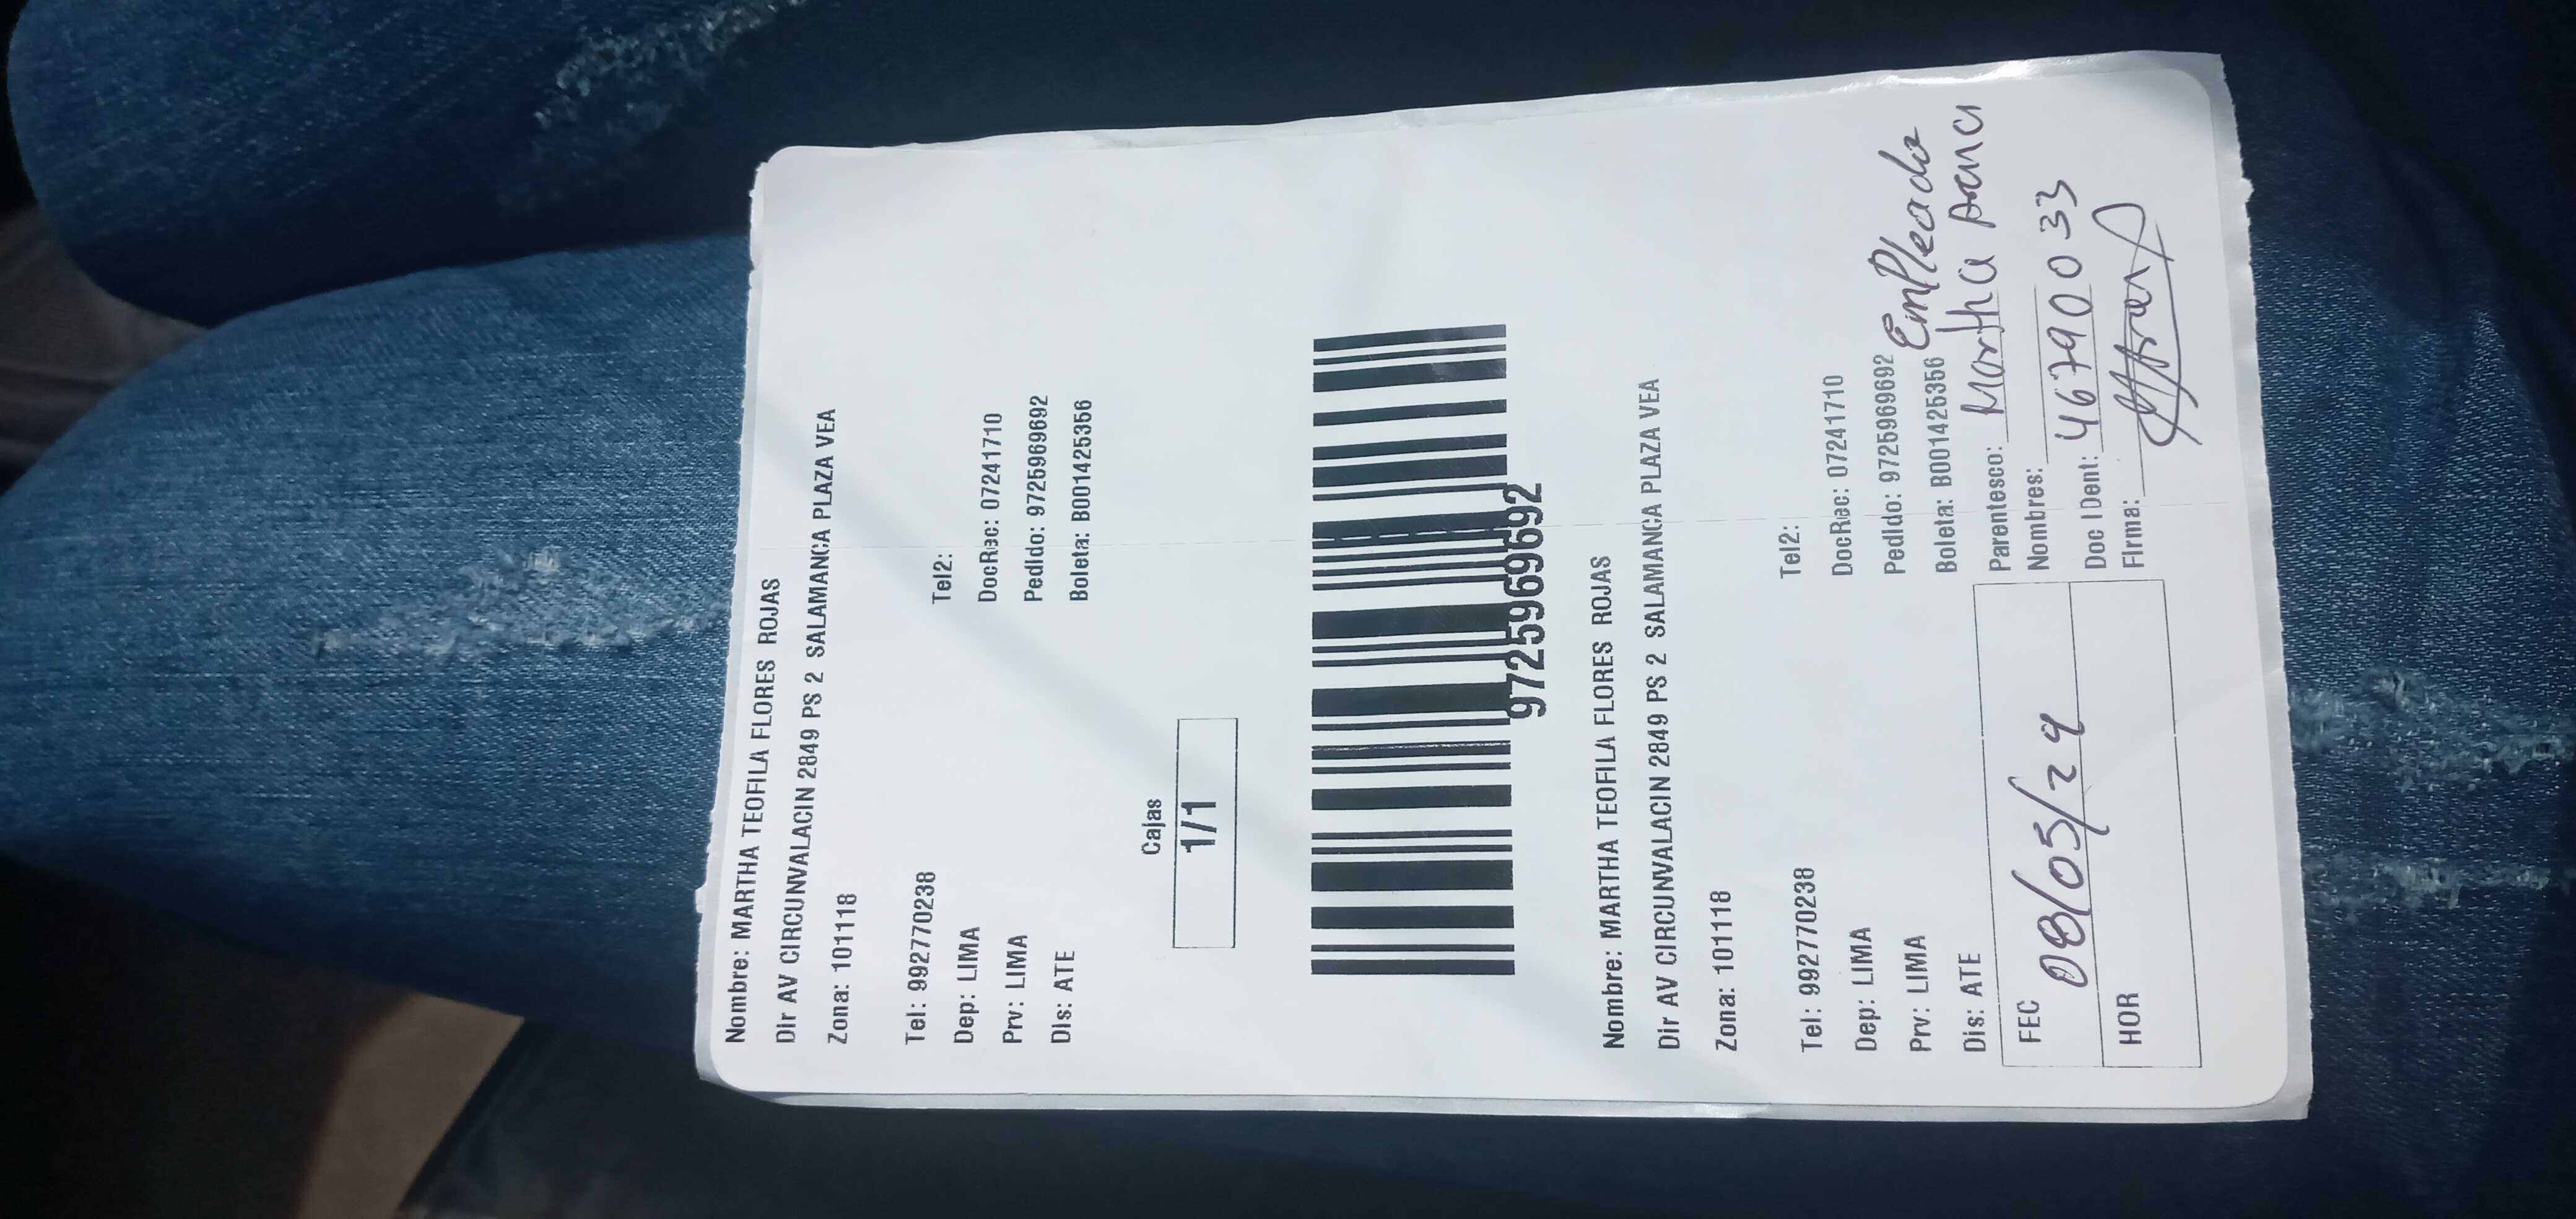 Nombre: MARTHA TEOFILA FLORES ROJAS
Dir AV CIRCUNVALACIN 2849 PS 2 SALAMANCA PLAZA VEA
Zona: 101118
Tel: 992770238 Tel2:
Dep: LIMA DocRec: 07241710
Prv: LIMA Pedido: 9725969692
Dis: ATE Boleta: B001425356
Cajas
1/1
9725969692
Nombre: MARTHA TEOFILA FLORES ROJAS
Dir AV CIRCUNVALACIN 2849 PS 2 SALAMANCA PLAZA VEA
Zona: 101118
Tel: 992770238 Tel2:
Dep: LIMA DocRec: 07241710
Prv: LIMA Pedido: 9725969692
Dis: ATE Boleta: B001425356
EmPleada
Parentesco: Martha
Nombres:
Doc IDent: 46790033
Firma:
FEC 08/05/24
HOR